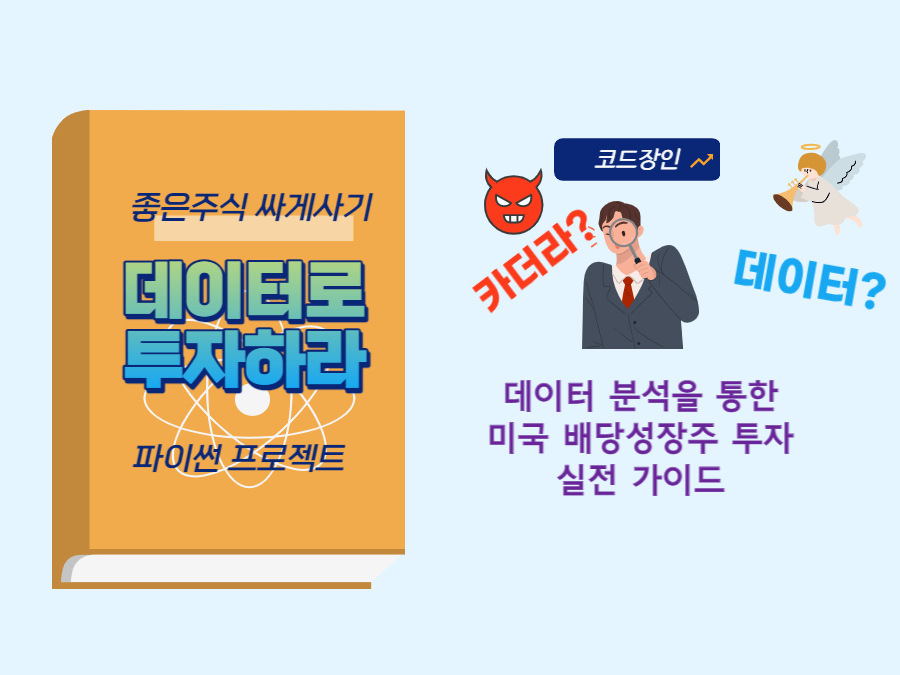 좋은주식 싸게사기
데이터로
투자하라
파이썬 프로젝트
코드장인
카더라?
데이터?
데이터 분석을 통한
미국 배당성장주 투자
실전 가이드